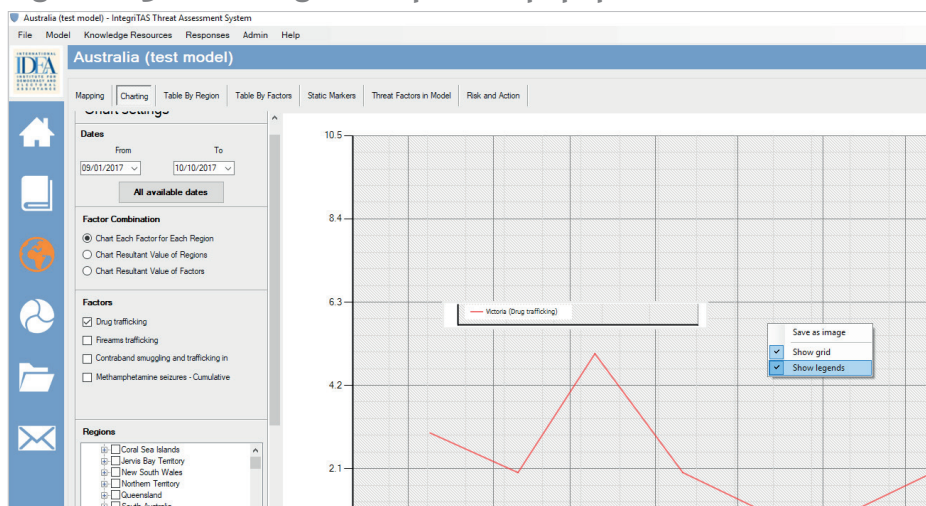 Australia (test model) - IntegriTAS Threat Assessment System
File Model Knowledge Resources Responses Admin Help
INTERNATIONAL
IDEA
INSTITUTE FOR
DEMOCRACY AND
ELECTORAL
ASSISTANCE
Australia (test model)
Mapping Charting Table By Region Table By Factors Static Markers Threat Factors in Model Risk and Action
Chart Settings
Dates
From To
09/01/2017 10/10/2017
All available dates
Factor Combination
Chart Each Factor for Each Region
Chart Resultant Value of Regions
Chart Resultant Value of Factors
Factors
Drug trafficking
Firearms trafficking
Contraband smuggling and trafficking in
Methamphetamine seizures - Cumulative
Regions
Coral Sea Islands
Jervis Bay Territory
New South Wales
Northern Territory
Queensland
South Australia
10.5
8.4
6.3
4.2
2.1
Victoria (Drug trafficking)
Save as image
Show grid
Show legends